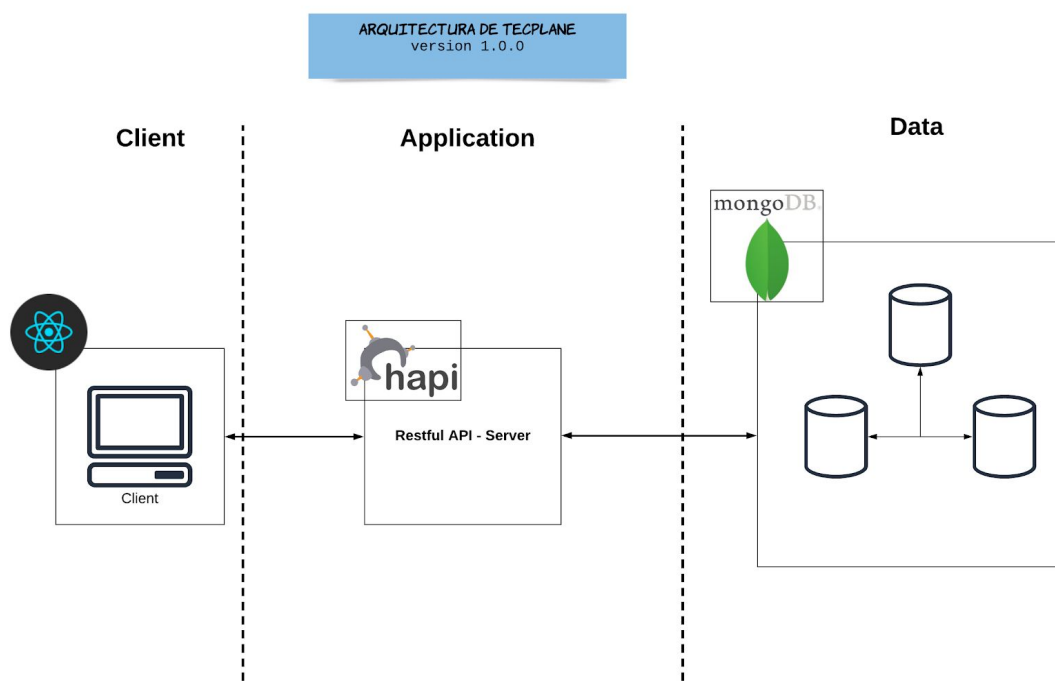 ARQUITECTURA DE TECPLANE
version 1.0.0
Client
Application
Data
mongoDB.
hapi
Restful API - Server
Client